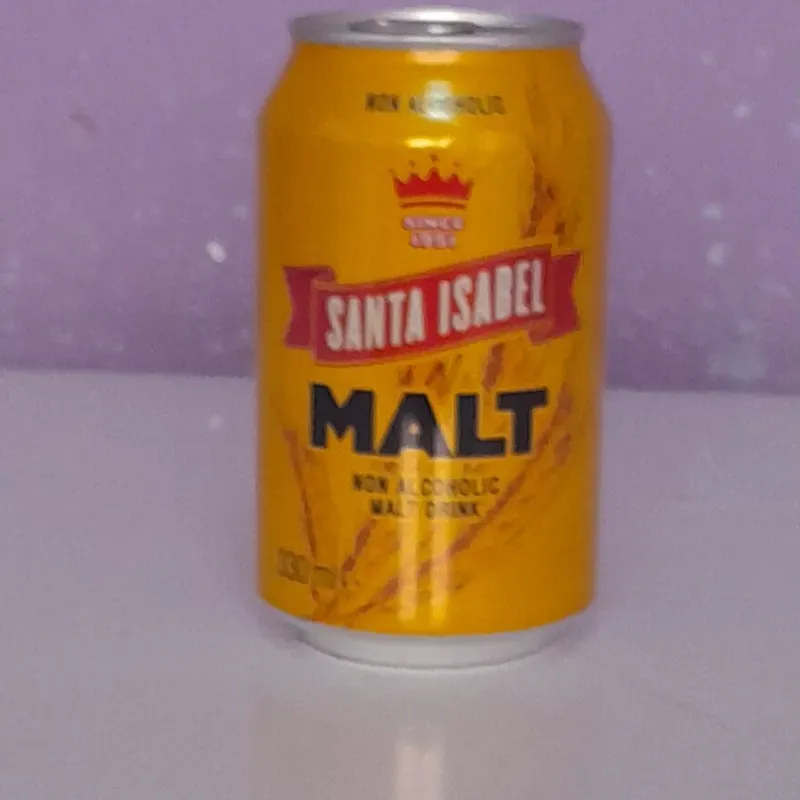 NON ALCOHOLIC
SINCE
SANTA ISABEL
MALT
NON ALCOHOLIC
MALT DRINK
330 ml